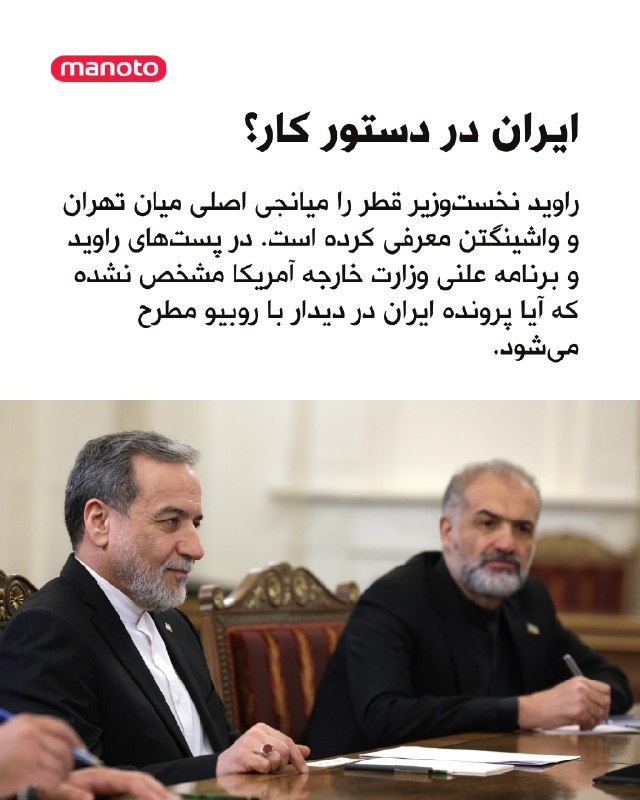 manoto
ایران در دستور کار؟
راوید نخست‌وزیر قطر را میانجی اصلی میان تهران
و واشینگتن معرفی کرده است. در پست‌های راوید
و برنامه علنی وزارت خارجه آمریکا مشخص نشده
که آیا پرونده ایران در دیدار با روبیو مطرح
می‌شود.